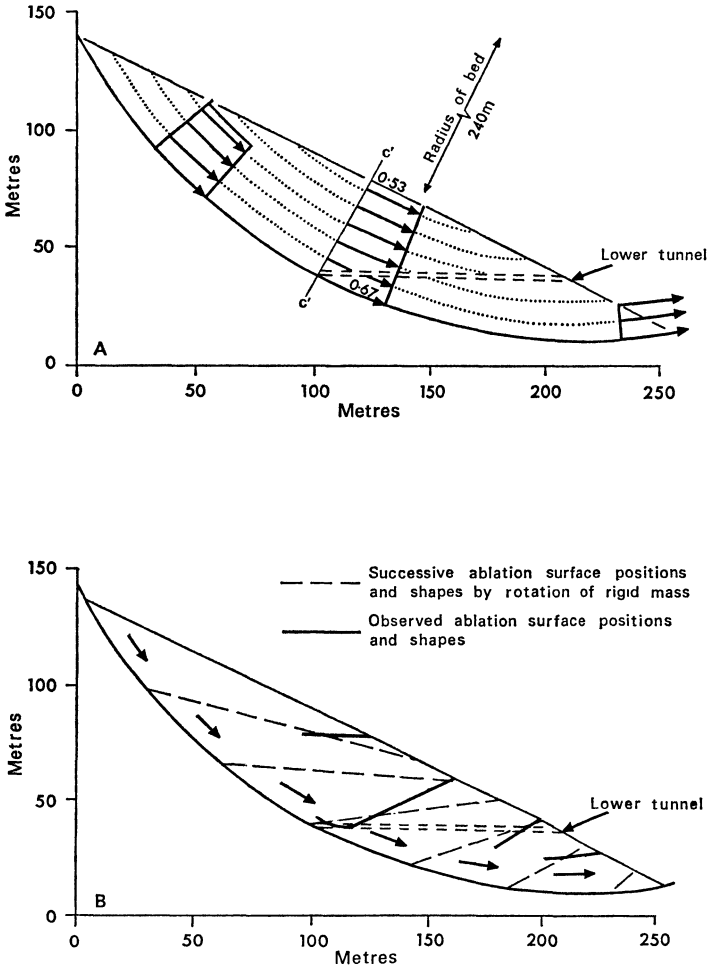 150
100
50
0
Metres
0
50
100
150
200
250
Metres
A
c'
c'
0·53
0·67
Radius of bed
240m
Lower tunnel
150
100
50
0
Metres
0
50
100
150
200
250
Metres
B
Successive ablation surface positions
and shapes by rotation of rigid mass
Observed ablation surface positions
and shapes
Lower tunnel